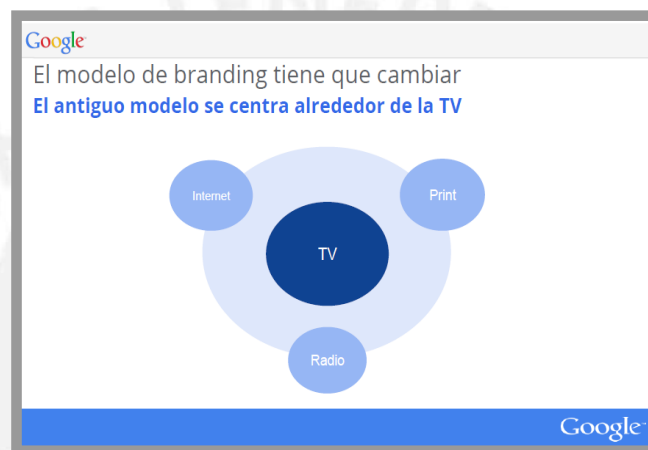 Google
El modelo de branding tiene que cambiar
El antiguo modelo se centra alrededor de la TV
Internet
Print
TV
Radio
Google